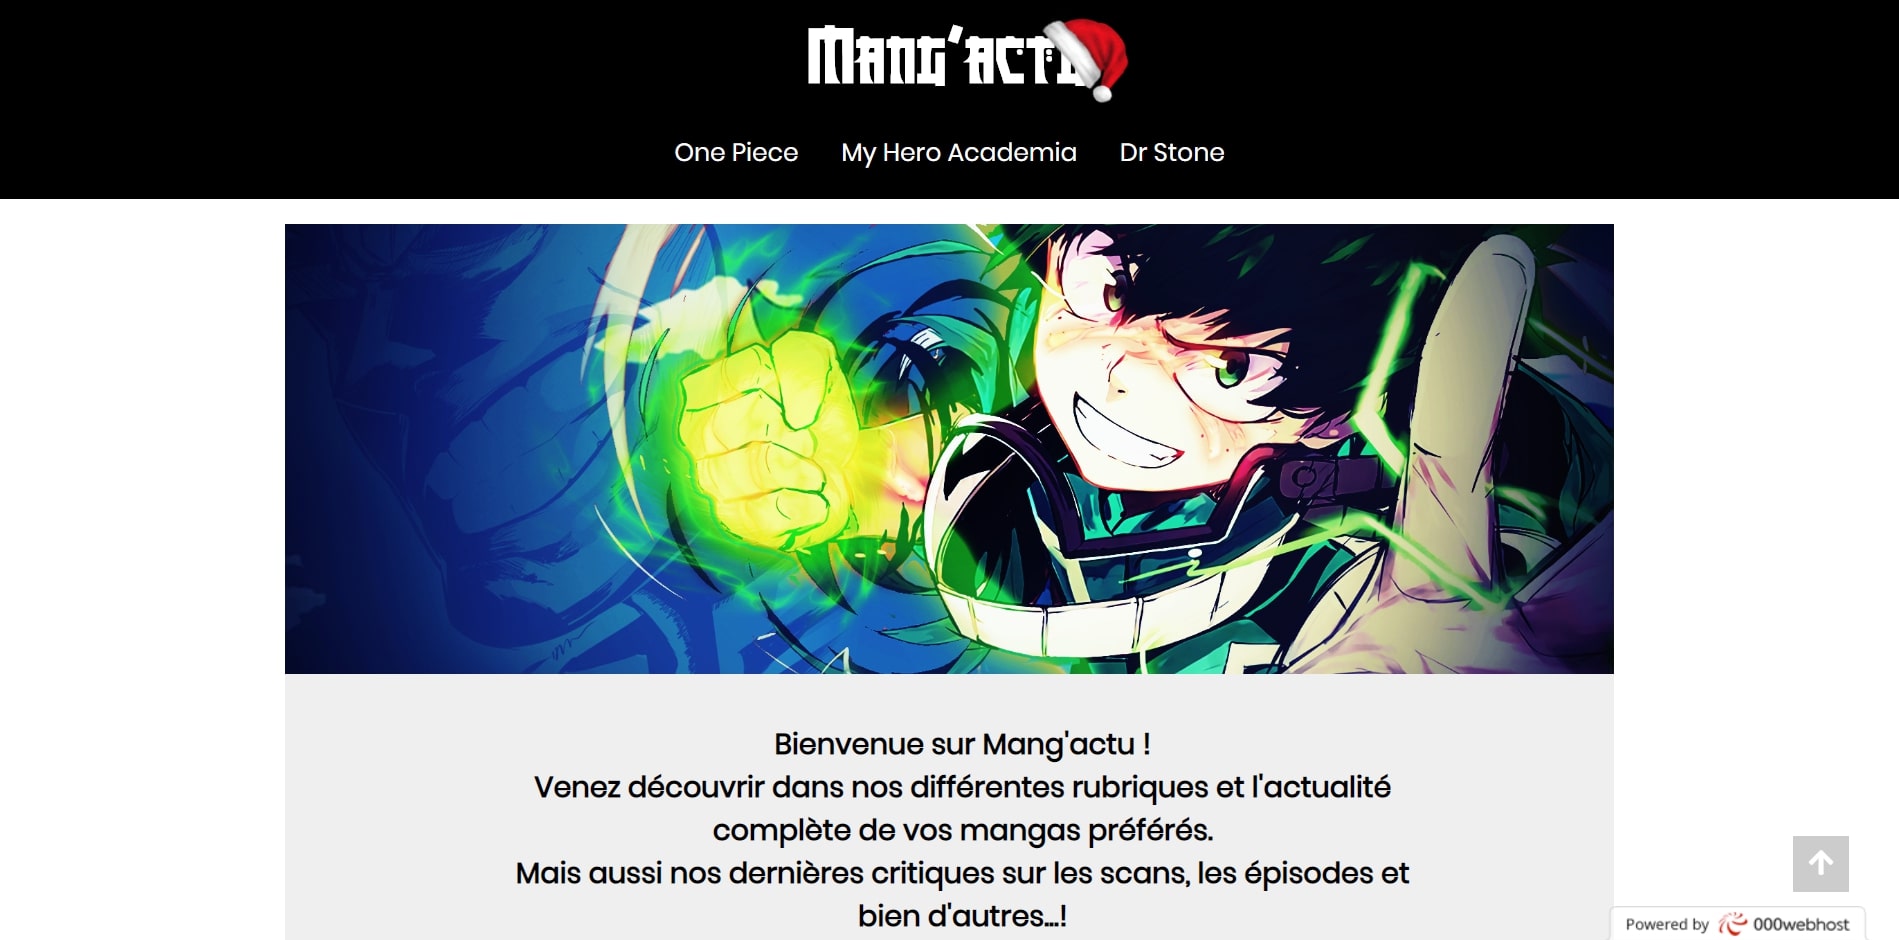 Mang'actu
One Piece My Hero Academia Dr Stone
Bienvenue sur Mang'actu !
Venez découvrir dans nos différentes rubriques et l'actualité
complète de vos mangas préférés.
Mais aussi nos dernières critiques sur les scans, les épisodes et
bien d'autres...!
Powered by 000webhost